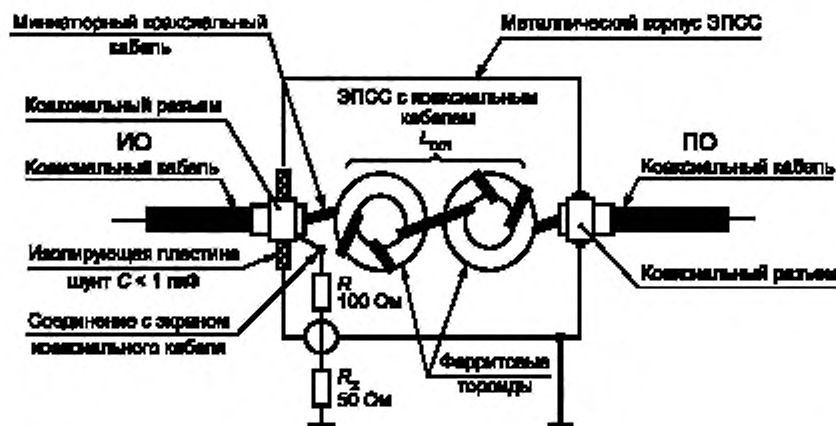 Миниатюрный коаксиальный
кабель
Металлический корпус ЭПСС
Коаксиальный разъем
ЭПСС с коаксиальным
кабелем
ИО
ПО
Коаксиальный кабель
Коаксиальный кабель
Изолирующая пластина
шунт C < 1 пкФ
Коаксиальный разъем
R
100 Ом
Соединение с экраном
коаксиального кабеля
Ферритовые
тороиды
50 Ом